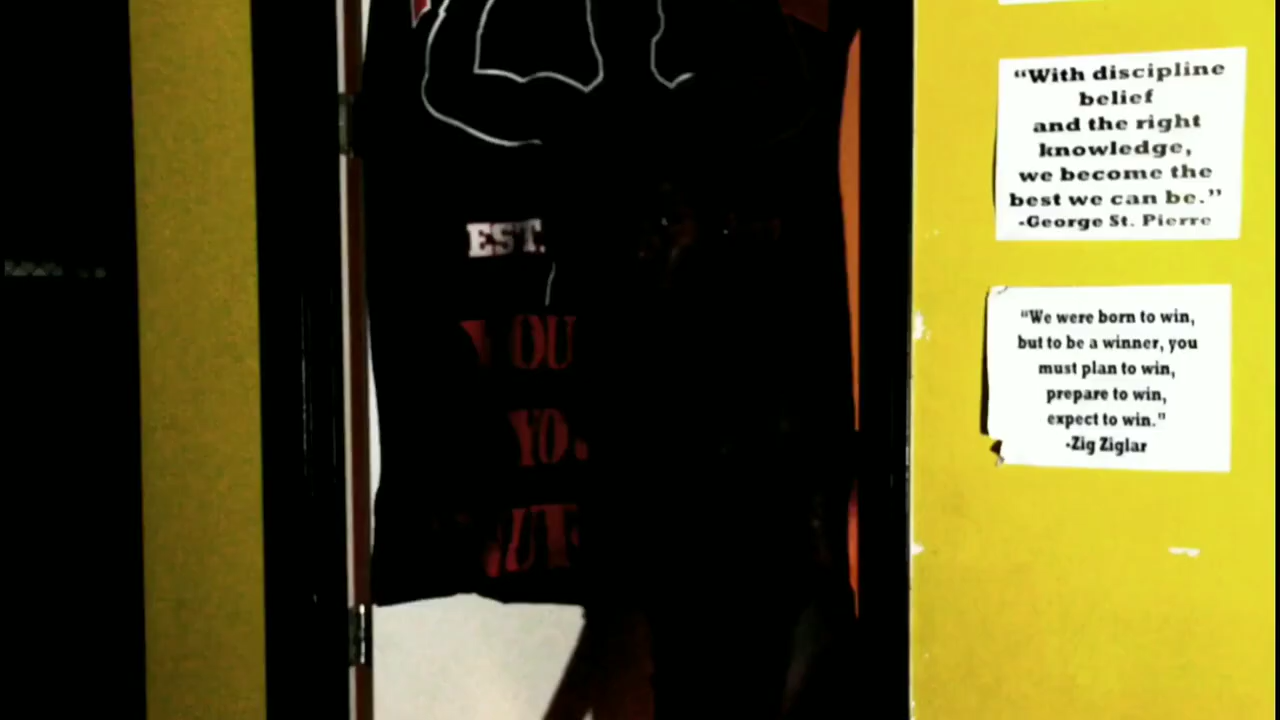 EST.
“With discipline
belief
and the right
knowledge,
we become the
best we can be.”
-George St. Pierre
“We were born to win,
but to be a winner, you
must plan to win,
prepare to win,
expect to win.”
-Zig Ziglar